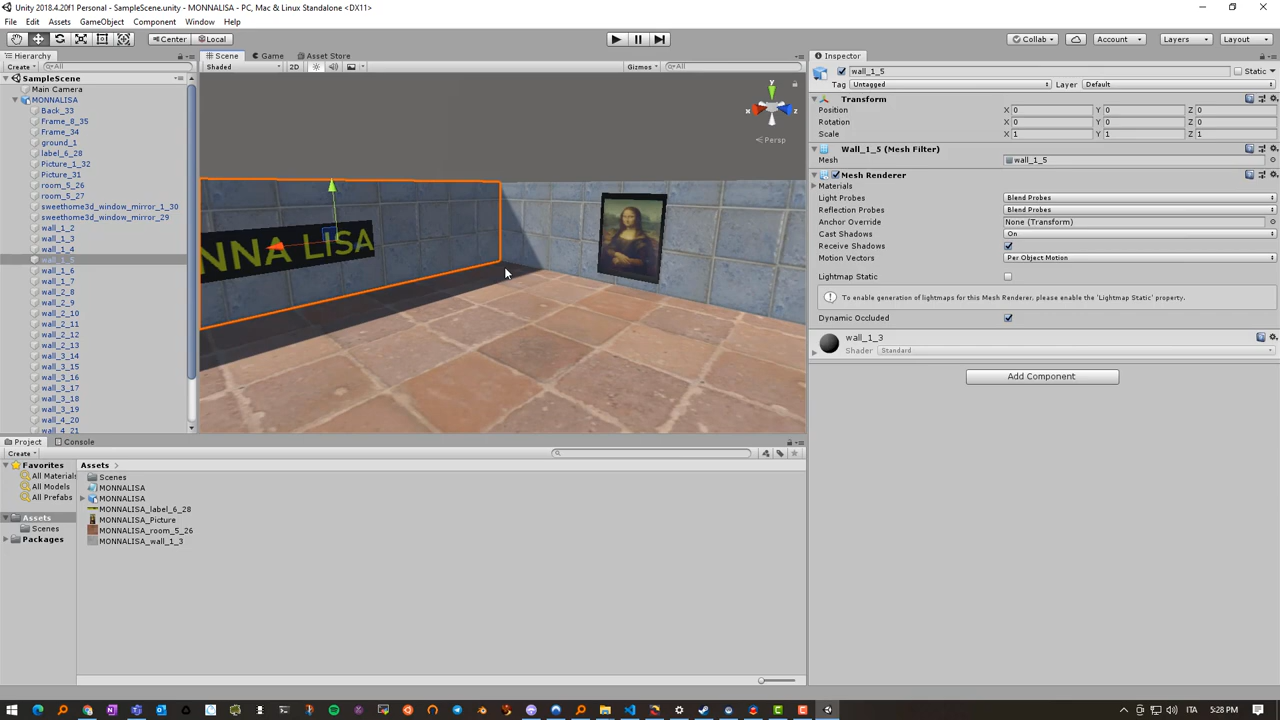 Unity 2018.4.20f1 Personal - SampleScene.unity - MONNALISA - PC, Mac & Linux Standalone <DX11>
File Edit Assets GameObject Component Window Help
Center Local Collab Account Layers Layout
Hierarchy Scene Game Asset Store Inspector
Create All Shaded 2D Gizmos All
SampleScene
Main Camera
MONNALISA
Back_33
Frame_8_35
Frame_34
ground_1
label_6_28
Picture_1_32
Picture_31
room_5_26
room_5_27
sweethome3d_window_mirror_1_30
sweethome3d_window_mirror_29
wall_1_2
wall_1_3
wall_1_4
wall_1_5
wall_1_6
wall_1_7
wall_2_8
wall_2_9
wall_2_10
wall_2_11
wall_2_12
wall_2_13
wall_3_14
wall_3_15
wall_3_16
wall_3_17
wall_3_18
wall_3_19
wall_4_20
wall_4_21
y
x z
Persp
NNA LISA
wall_1_5 Static
Tag Untagged Layer Default
Transform
Position X 0 Y 0 Z 0
Rotation X 0 Y 0 Z 0
Scale X 1 Y 1 Z 1
Wall_1_5 (Mesh Filter)
Mesh wall_1_5
Mesh Renderer
Materials
Light Probes Blend Probes
Reflection Probes Blend Probes
Anchor Override None (Transform)
Cast Shadows On
Receive Shadows
Motion Vectors Per Object Motion
Lightmap Static
To enable generation of lightmaps for this Mesh Renderer, please enable the 'Lightmap Static' property.
Dynamic Occluded
wall_1_3
Shader Standard
Add Component
Project Console
Create
Favorites
All Materials
All Models
All Prefabs
Assets
Scenes
Packages
Assets
Scenes
MONNALISA
MONNALISA
MONNALISA_label_6_28
MONNALISA_Picture
MONNALISA_room_5_26
MONNALISA_wall_1_3
ITA 5:28 PM